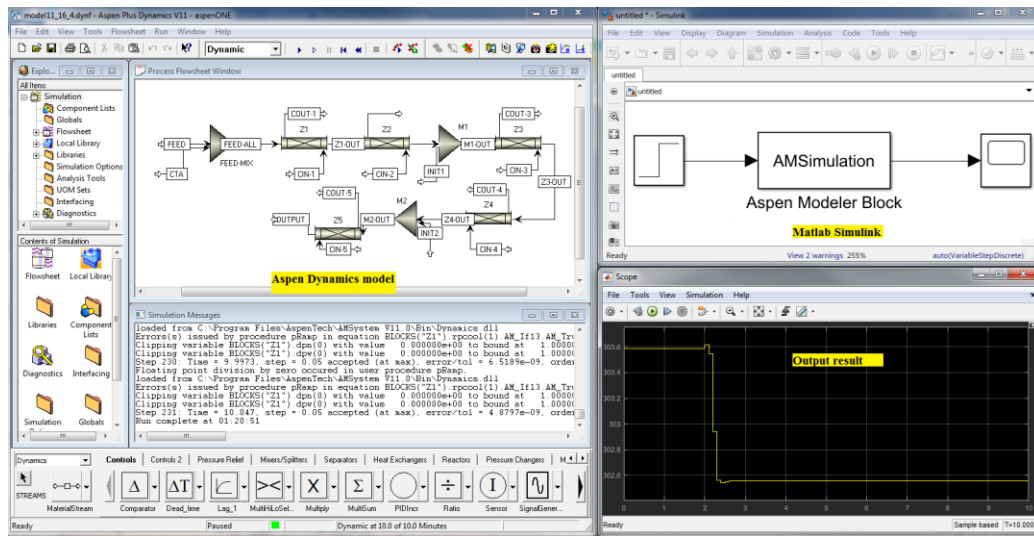 model11_16_4.dynf - Aspen Plus Dynamics V11 - aspenONE
File Edit View Tools Flowsheet Run Window Help
Dynamic
Explo...
All Items
Simulation
Component Lists
Globals
Flowsheet
Local Library
Libraries
Simulation Options
Analysis Tools
UOM Sets
Interfacing
Diagnostics
Contents of Simulation
Flowsheet Local Library
Libraries Component Lists
Diagnostics Interfacing
Simulation Globals
Process Flowsheet Window
COUT-1 COUT-3
Z1 Z2 M1 Z3
FEED FEED-ALL Z1-OUT M1-OUT
FEED-MIX
CTA CIN-1 CIN-2 INIT1 CIN-3
COUT-5 COUT-4 Z3-OUT
M2 Z4
OUTPUT Z5 M2-OUT Z4-OUT
INIT2
CIN-5 CIN-4
Aspen Dynamics model
Simulation Messages
loaded from C:\Program Files\AspenTech\AMSystem V11.0\Bin\Dynamics.dll
Errors(s) issued by procedure pRamp in equation BLOCKS("Z1").rpcool(1).AM_If13.AM_Tru
Clipping variable BLOCKS("Z1").dpn(0) with value 0.000000e+00 to bound at 1.00000
Clipping variable BLOCKS("Z1").dpw(0) with value 0.000000e+00 to bound at 1.00000
Step 230: Time = 9.9973, step = 0.05 accepted (at max), error/tol = 6.5189e-09, order
Floating point division by zero occured in user procedure pRamp.
loaded from C:\Program Files\AspenTech\AMSystem V11.0\Bin\Dynamics.dll
Errors(s) issued by procedure pRamp in equation BLOCKS("Z1").rpcool(1).AM_If13.AM_Tru
Clipping variable BLOCKS("Z1").dpn(0) with value 0.000000e+00 to bound at 1.00000
Clipping variable BLOCKS("Z1").dpw(0) with value 0.000000e+00 to bound at 1.00000
Step 231: Time = 10.047, step = 0.05 accepted (at max), error/tol = 4.8797e-09, order
Run complete at 01:20:51
Dynamics
Controls Controls 2 Pressure Relief Mixers/Splitters Separators Heat Exchangers Reactors Pressure Changers M
STREAMS
Δ ΔT >< X Σ ÷ I
MaterialStream Comparator Dead_time Lag_1 MultiHiLoSel... Multiply MultiSum PIDIncr Ratio Sensor SignalGener...
Ready Paused Dynamic at 10.0 of 10.0 Minutes
untitled * - Simulink
File Edit View Display Diagram Simulation Analysis Code Tools Help
untitled
untitled
AMSimulation
Aspen Modeler Block
Matlab Simulink
Ready View 2 warnings 255% auto(VariableStepDiscrete)
Scope
File Tools View Simulation Help
Output result
303.6
303.4
303.2
303
302.8
302.6
0 1 2 3 4 5 6 7 8 9 10
Ready Sample based T=10.000